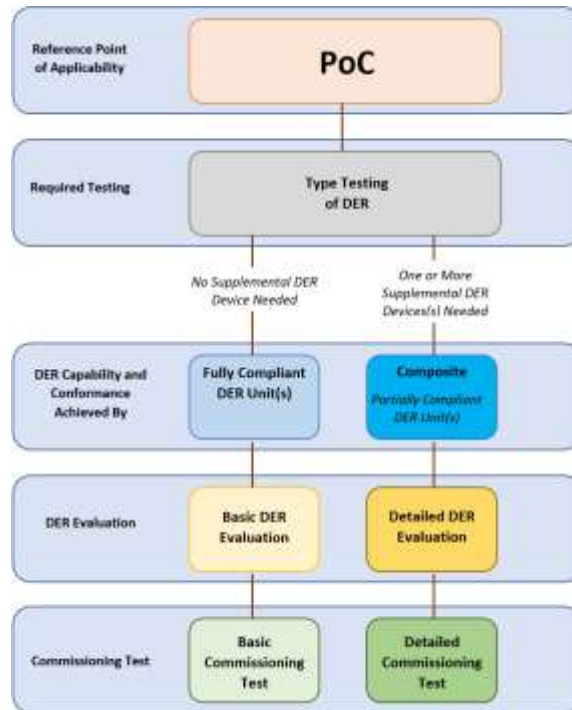 Reference Point
of Applicability
PoC
Required Testing
Type Testing
of DER
No Supplemental DER
Device Needed
One or More
Supplemental DER
Devices(s) Needed
DER Capability and
Conformance
Achieved By
Fully Compliant
DER Unit(s)
Composite
Partially Compliant
DER Unit(s)
DER Evaluation
Basic DER
Evaluation
Detailed DER
Evaluation
Commissioning Test
Basic
Commissioning
Test
Detailed
Commissioning
Test